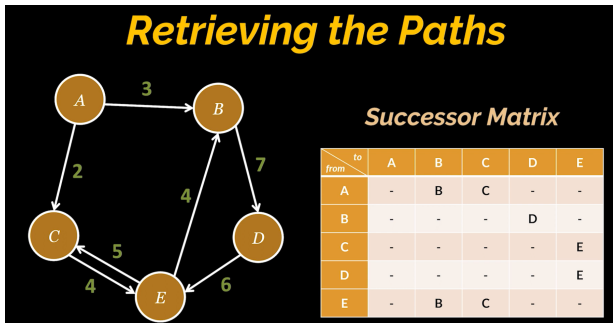 Retrieving the Paths
A
3
B
Successor Matrix
2
4
7
C
5
D
4
6
E
to
from
A B C D E
A - B C - -
B - - - D -
C - - - - E
D - - - - E
E - B C - -